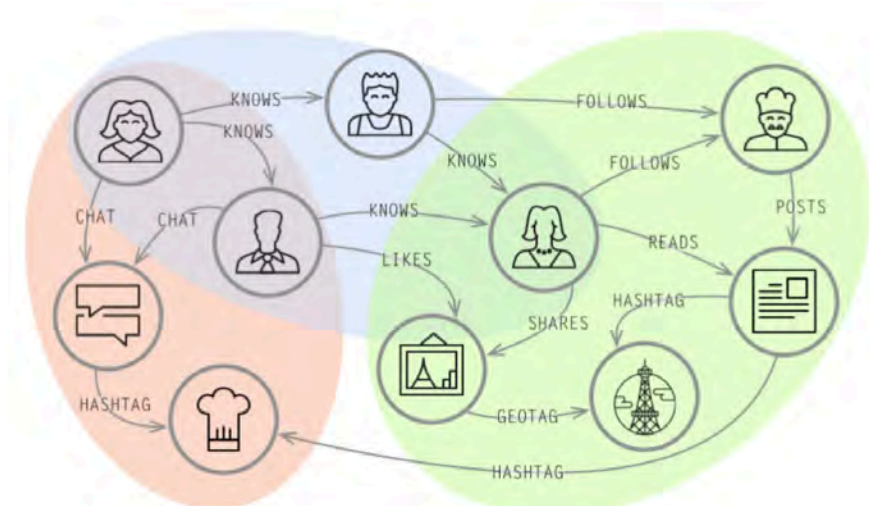 KNOWS
FOLLOWS
KNOWS
KNOWS
FOLLOWS
CHAT
CHAT
KNOWS
POSTS
READS
LIKES
HASHTAG
SHARES
HASHTAG
GEOTAG
HASHTAG